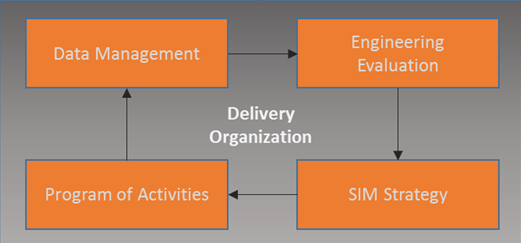 Data Management
Engineering
Evaluation
Delivery
Organization
Program of Activities
SIM Strategy